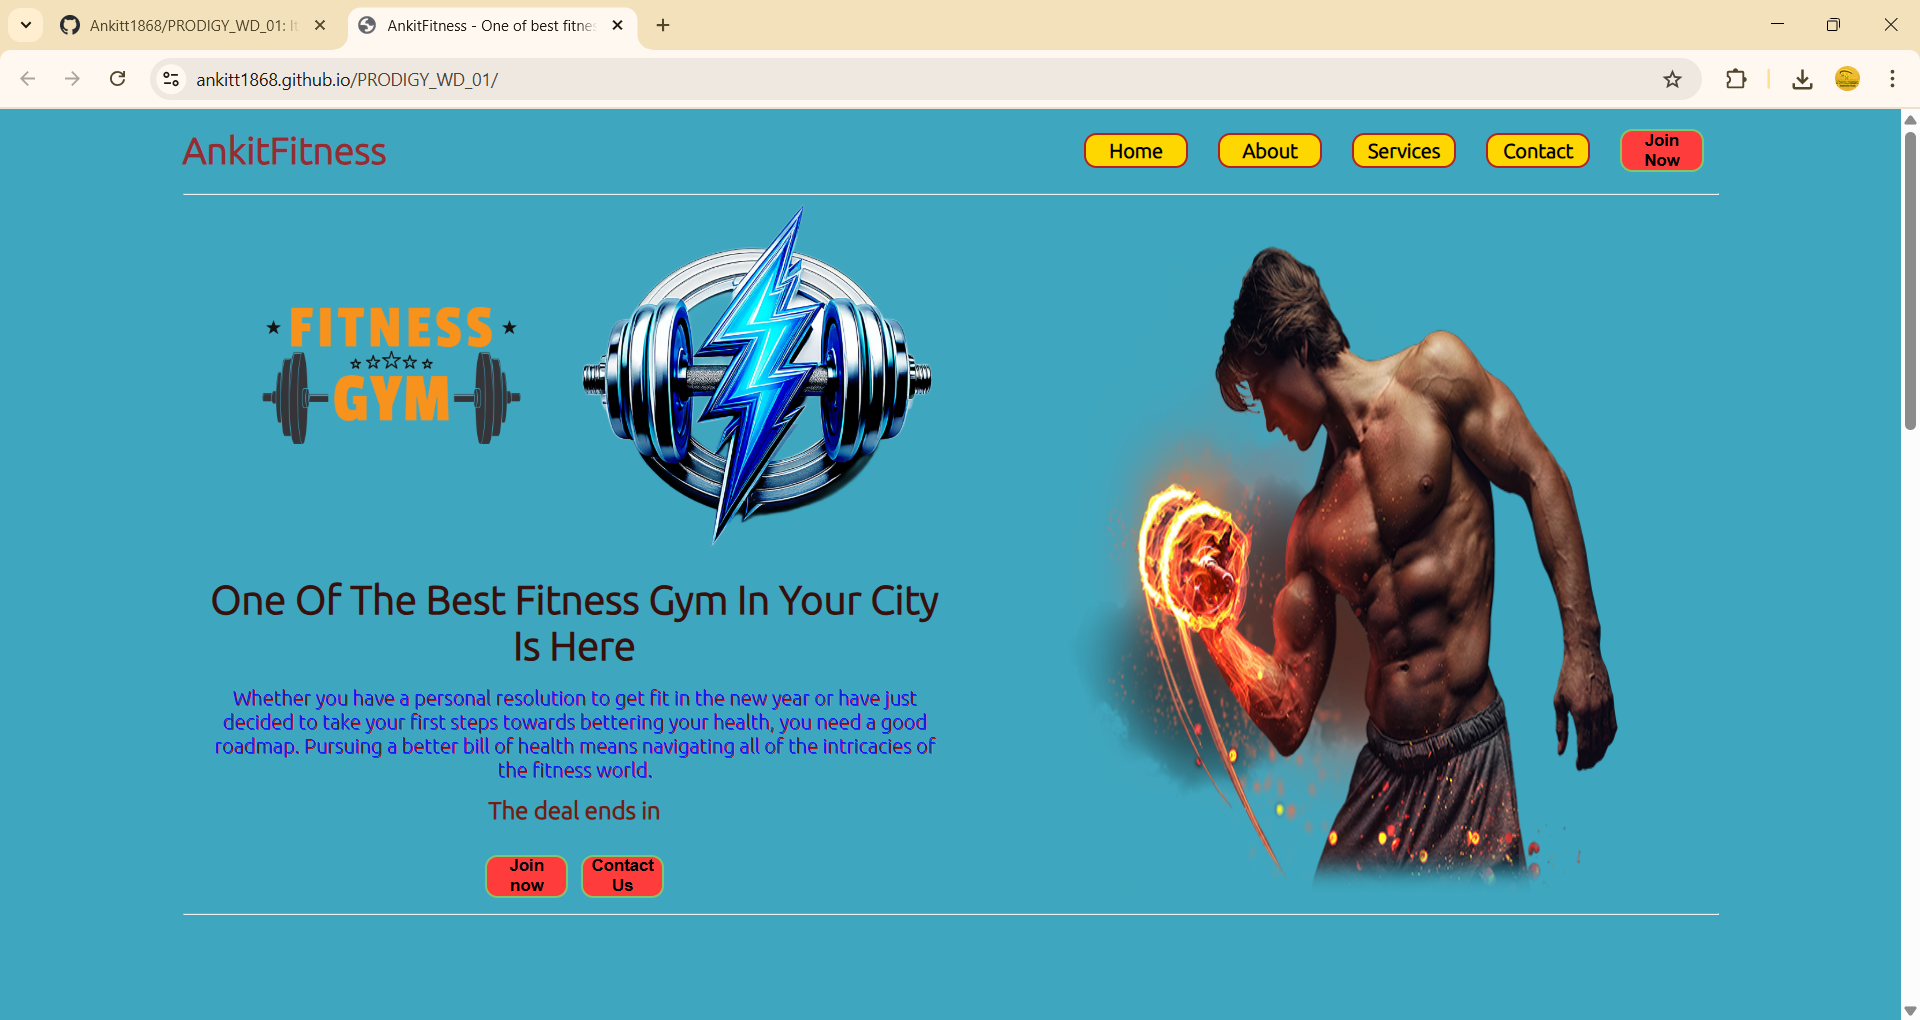 Ankitt1868/PRODIGY_WD_01: It
AnkitFitness - One of best fitnes
ankitt1868.github.io/PRODIGY_WD_01/
AnkitFitness
Home
About
Services
Contact
Join
Now
FITNESS
GYM
One Of The Best Fitness Gym In Your City
Is Here
Whether you have a personal resolution to get fit in the new year or have just
decided to take your first steps towards bettering your health, you need a good
roadmap. Pursuing a better bill of health means navigating all of the intricacies of
the fitness world.
The deal ends in
Join
now
Contact
Us